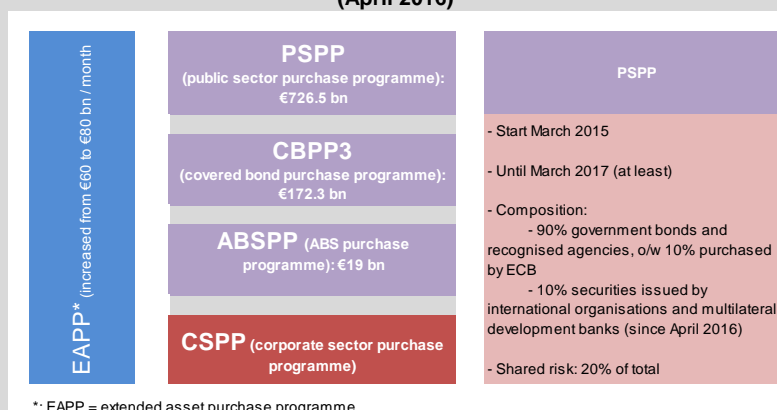 (April 2016)
EAPP* (increased from €60 to €80 bn / month
PSPP
(public sector purchase programme):
€726.5 bn
CBPP3
(covered bond purchase programme):
€172.3 bn
ABSPP (ABS purchase
programme): €19 bn
CSPP (corporate sector purchase
programme)
PSPP
- Start March 2015
- Until March 2017 (at least)
- Composition:
- 90% government bonds and
recognised agencies, o/w 10% purchased
by ECB
- 10% securities issued by
international organisations and multilateral
development banks (since April 2016)
- Shared risk: 20% of total
*: EAPP = extended asset purchase programme